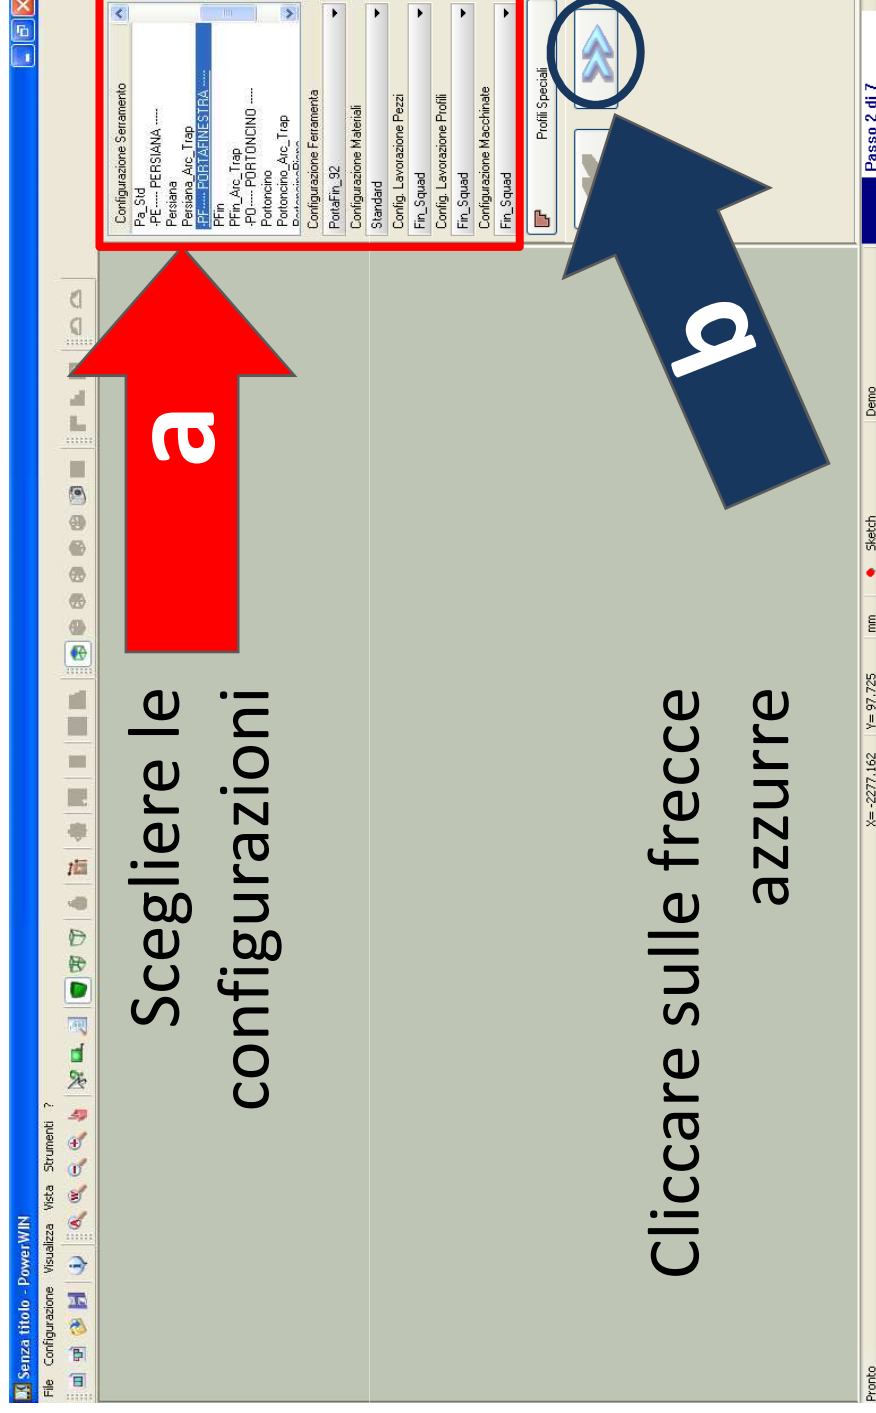 Senza titolo - PowerWIN
File Configurazione Visualizza Vista Strumenti ?
Scegliere le
configurazioni
a
Cliccare sulle frecce
azzurre
b
Configurazione Serramento
Pa_Std
-PE----- PERSIANA -----
Persiana
Persiana_Arc_Trap
-PF----- PORTAFINESTRA -----
PFin
PFin_Arc_Trap
-PO----- PORTONCINO -----
Portoncino
Portoncino_Arc_Trap
Configurazione Ferramenta
PortaFin_92
Configurazione Materiali
Standard
Config. Lavorazione Pezzi
Fin_Squad
Config. Lavorazione Profili
Fin_Squad
Configurazione Macchinate
Fin_Squad
Profili Speciali
Pronto
X= -2277.162 Y= 97.725 mm Sketch Demo Passo 2 di 7